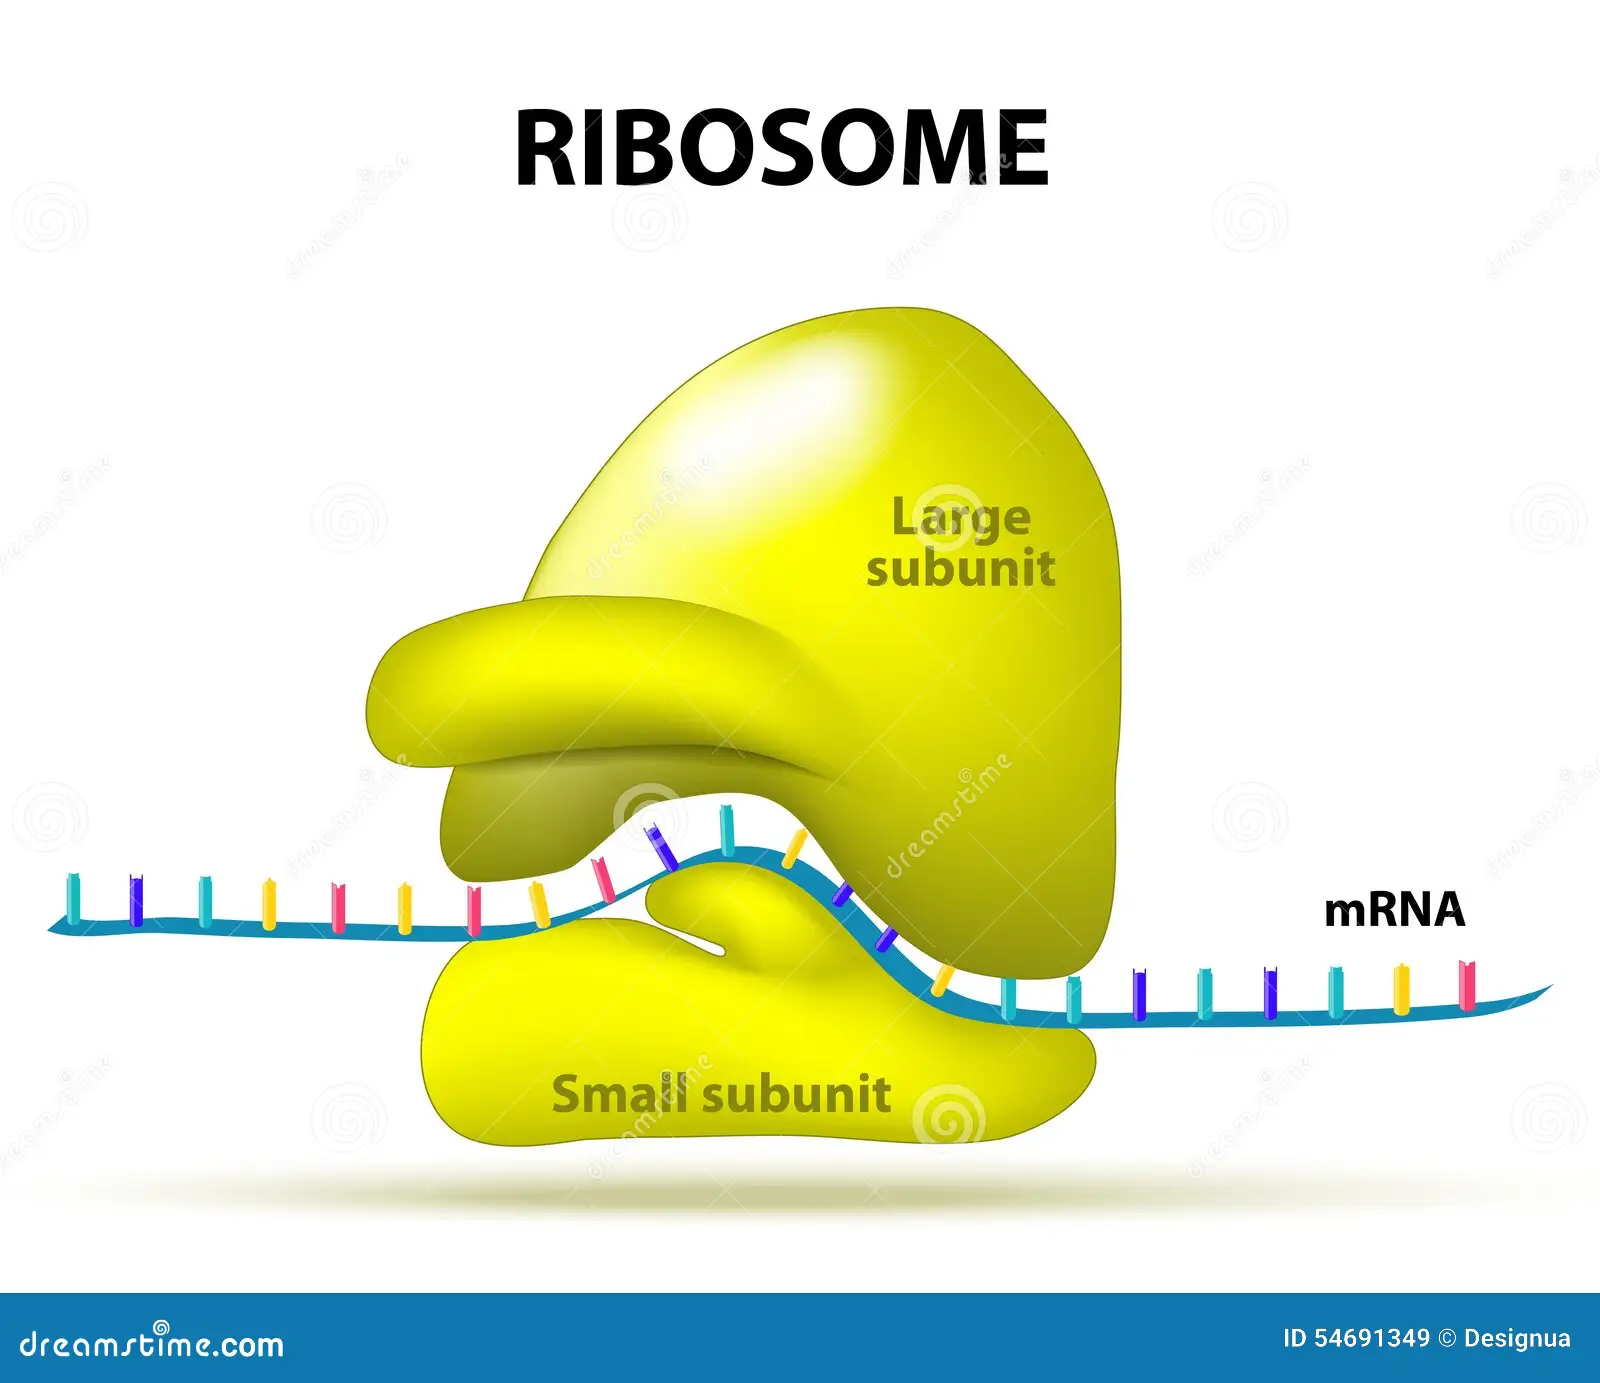 RIBOSOME
Large
subunit
mRNA
Small subunit
dreamstime.com
ID 54691349 © Designua